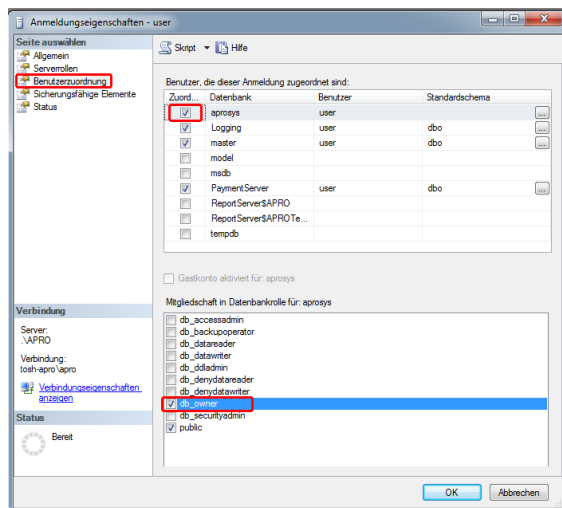 Anmeldungseigenschaften - user
Seite auswählen
Allgemein
Serverrollen
Benutzerzuordnung
Sicherungsfähige Elemente
Status
Skript Hilfe
Benutzer, die dieser Anmeldung zugeordnet sind:
Zuord... Datenbank Benutzer Standardschema
aprosys user ...
Logging user dbo ...
master user dbo ...
model
msdb
PaymentServer user dbo ...
ReportServer$APRO
ReportServer$APROTe...
tempdb
Gastkonto aktiviert für: aprosys
Mitgliedschaft in Datenbankrolle für: aprosys
db_accessadmin
db_backupoperator
db_datareader
db_datawriter
db_ddladmin
db_denydatareader
db_denydatawriter
db_owner
db_securityadmin
public
Verbindung
Server:
.\APRO
Verbindung:
tosh-apro\apro
Verbindungseigenschaften
anzeigen
Status
Bereit
OK Abbrechen